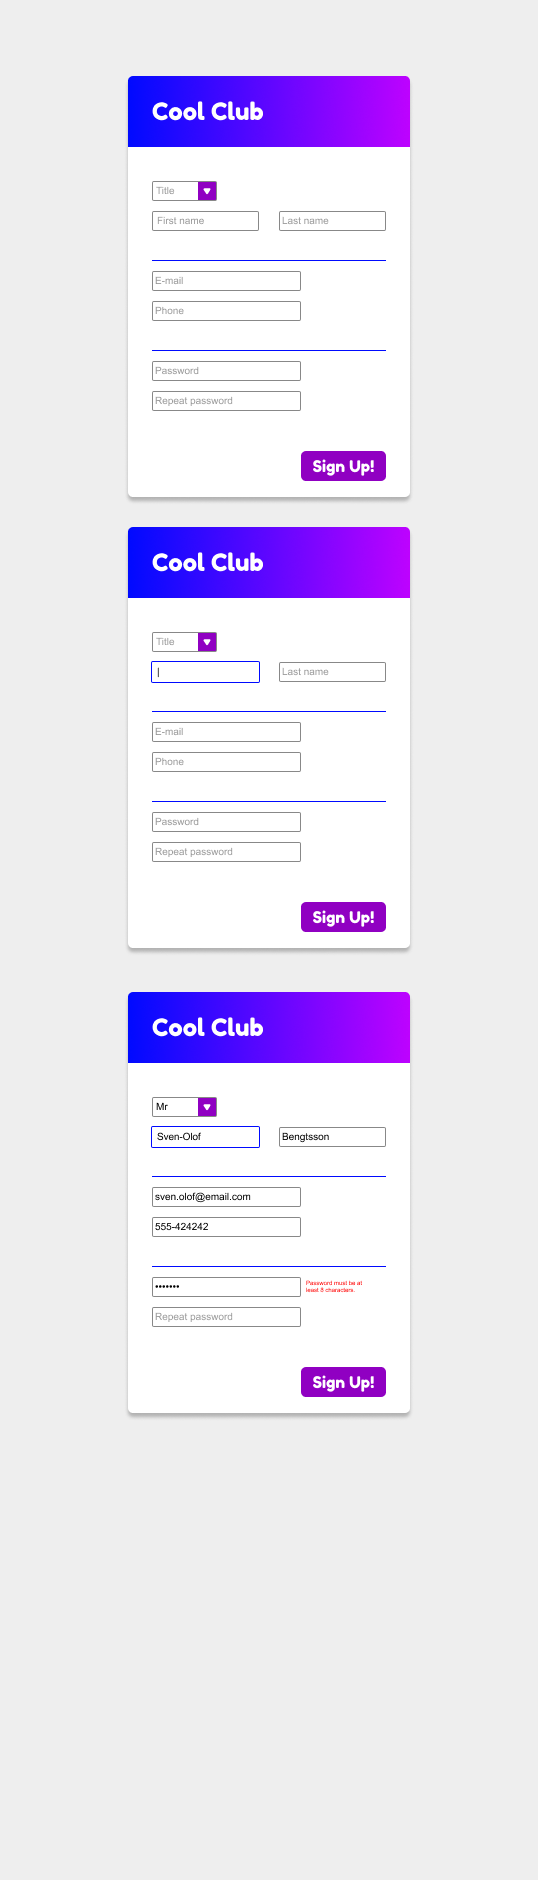 Cool Club
Title
First name Last name
E-mail
Phone
Password
Repeat password
Sign Up!
Cool Club
Title
Last name
E-mail
Phone
Password
Repeat password
Sign Up!
Cool Club
Mr
Sven-Olof Bengtsson
sven.olof@email.com
555-424242
•••••••
Password must be at
least 8 characters.
Repeat password
Sign Up!